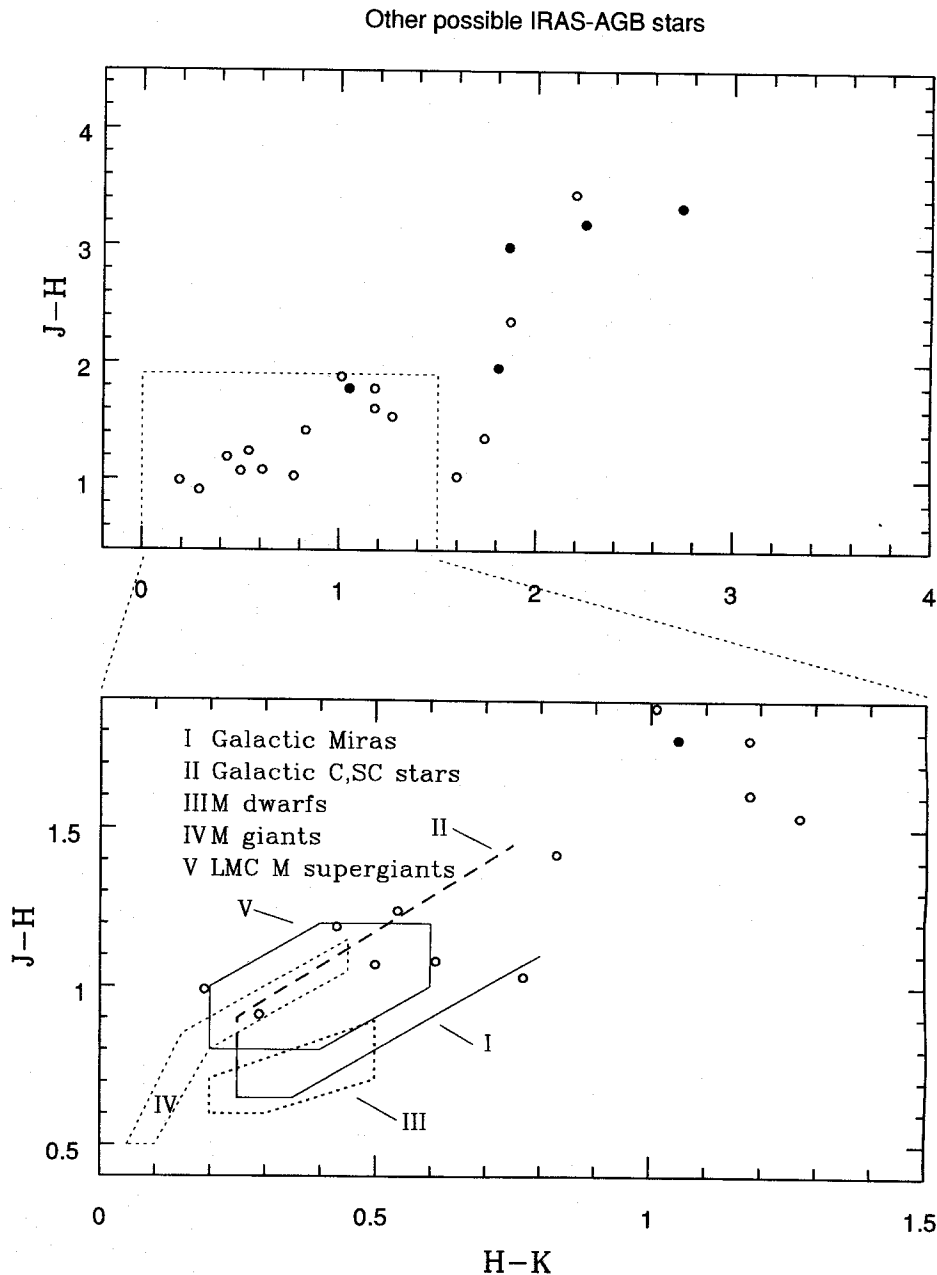 Other possible IRAS-AGB stars
4
3
2
1
J-H
0 1 2 3 4
I Galactic Miras
II Galactic C,SC stars
III M dwarfs
IV M giants
V LMC M supergiants
II
V
I
IV
III
1.5
1
0.5
J-H
0 0.5 1 1.5
H-K